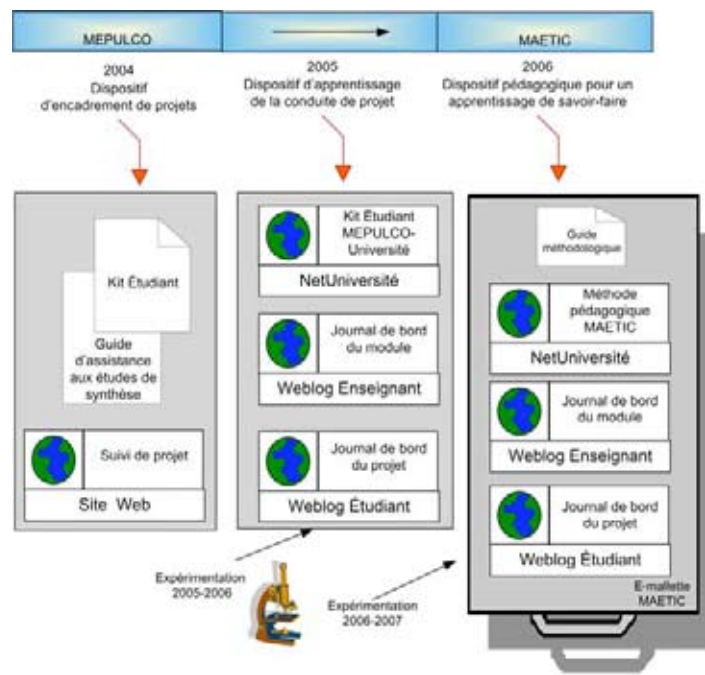 MEPULCO
MAETIC
2004
Dispositif
d'encadrement de projets
2005
Dispositif d'apprentissage
de la conduite de projet
2006
Dispositif pédagogique pour un
apprentissage de savoir-faire
Kit Étudiant
Guide
d'assistance
aux études de
synthèse
Suivi de projet
Site Web
Kit Étudiant
MEPULCO-
Université
NetUniversité
Journal de bord
du module
Weblog Enseignant
Journal de bord
du projet
Weblog Étudiant
Guide
méthodologique
Méthode
pédagogique
MAETIC
NetUniversité
Journal de bord
du module
Weblog Enseignant
Journal de bord
du projet
Weblog Étudiant
E-mallette
MAETIC
Expérimentation
2005-2006
Expérimentation
2006-2007